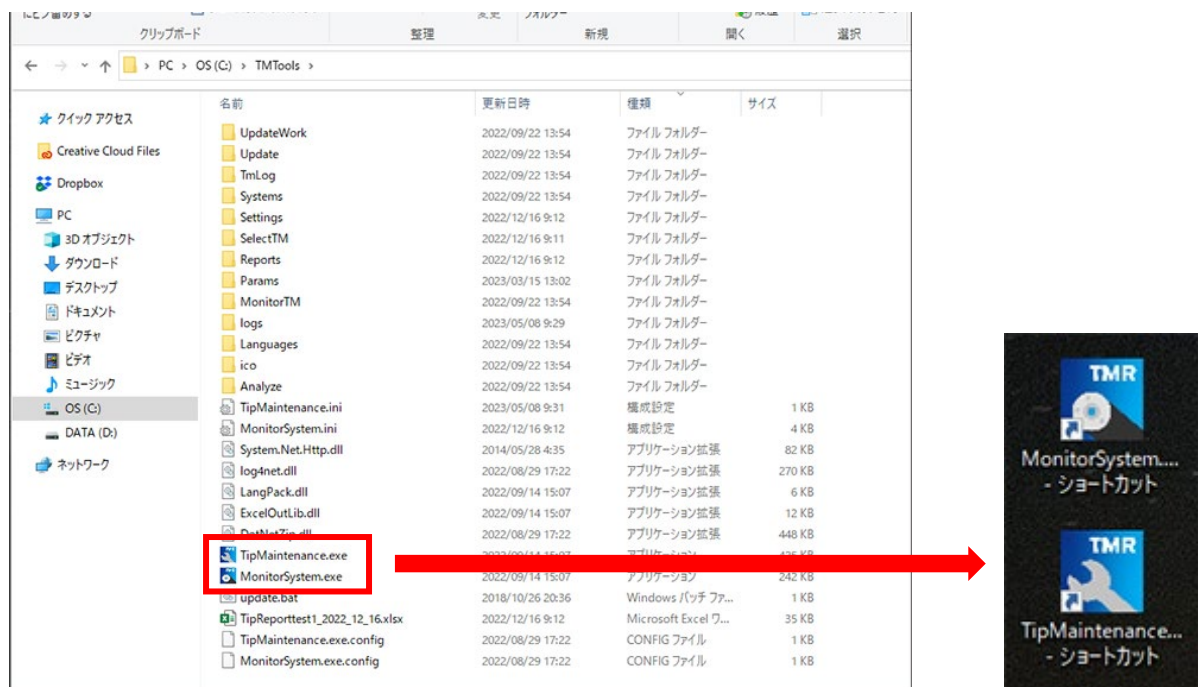 変更
フォルダー
クリップボード 整理 新規 開く 選択
PC › OS (C:) › TMTools ›
名前 更新日時 種類 サイズ
クイック アクセス
Creative Cloud Files
Dropbox
PC
3D オブジェクト
ダウンロード
デスクトップ
ドキュメント
ピクチャ
ビデオ
ミュージック
OS (C:)
DATA (D:)
ネットワーク
UpdateWork 2022/09/22 13:54 ファイル フォルダー
Update 2022/09/22 13:54 ファイル フォルダー
TmLog 2022/09/22 13:54 ファイル フォルダー
Systems 2022/09/22 13:54 ファイル フォルダー
Settings 2022/12/16 9:12 ファイル フォルダー
SelectTM 2022/12/16 9:11 ファイル フォルダー
Reports 2022/12/16 9:12 ファイル フォルダー
Params 2023/03/15 13:02 ファイル フォルダー
MonitorTM 2022/09/22 13:54 ファイル フォルダー
logs 2023/05/08 9:29 ファイル フォルダー
Languages 2022/09/22 13:54 ファイル フォルダー
ico 2022/09/22 13:54 ファイル フォルダー
Analyze 2022/09/22 13:54 ファイル フォルダー
TipMaintenance.ini 2023/05/08 9:31 構成設定 1 KB
MonitorSystem.ini 2022/12/16 9:12 構成設定 4 KB
System.Net.Http.dll 2014/05/28 4:35 アプリケーション拡張 82 KB
log4net.dll 2022/08/29 17:22 アプリケーション拡張 270 KB
LangPack.dll 2022/09/14 15:07 アプリケーション拡張 6 KB
ExcelOutLib.dll 2022/09/14 15:07 アプリケーション拡張 12 KB
DotNetZip.dll 2022/08/29 17:22 アプリケーション拡張 448 KB
TipMaintenance.exe
MonitorSystem.exe 2022/09/14 15:07 アプリケーション 242 KB
update.bat 2018/10/26 20:36 Windows バッチ ファ... 1 KB
TipReporttest1_2022_12_16.xlsx 2022/12/16 9:12 Microsoft Excel ワ... 35 KB
TipMaintenance.exe.config 2022/08/29 17:22 CONFIG ファイル 1 KB
MonitorSystem.exe.config 2022/08/29 17:22 CONFIG ファイル 1 KB
TMR
MonitorSystem....
- ショートカット
TMR
TipMaintenance...
- ショートカット